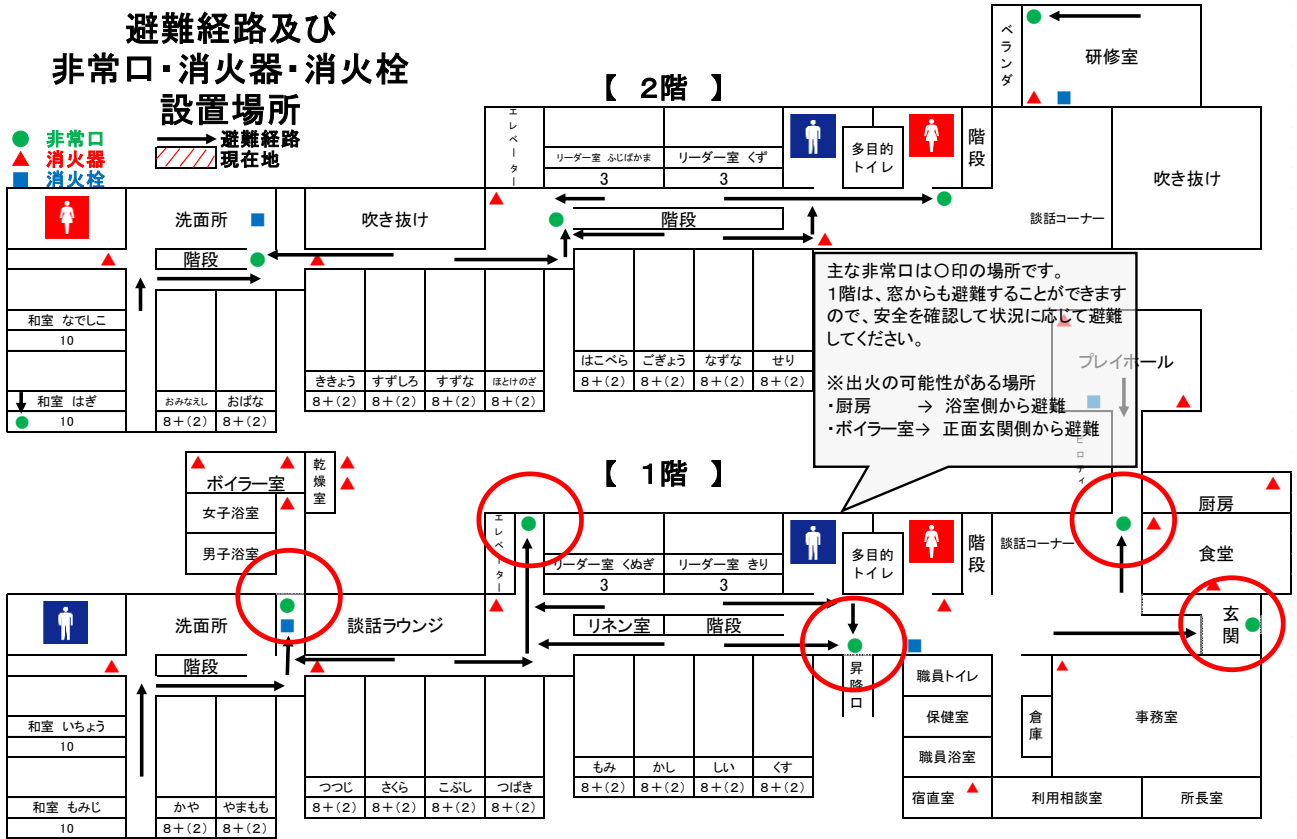 避難経路及び
非常口・消火器・消火栓
設置場所
非常口
消火器
消火栓
避難経路
現在地
【 2階 】
ベランダ
研修室
エレベーター
リーダー室 ふじばかま
3
リーダー室 くず
3
多目的
トイレ
階段
吹き抜け
談話コーナー
洗面所
吹き抜け
階段
階段
和室 なでしこ
10
和室 はぎ
10
おみなえし
8+(2)
おばな
8+(2)
ききょう
8+(2)
すずしろ
8+(2)
すずな
8+(2)
ほとけのざ
8+(2)
はこべら
8+(2)
ごぎょう
8+(2)
なずな
8+(2)
せり
8+(2)
主な非常口は〇印の場所です。
1階は、窓からも避難することができます
ので、安全を確認して状況に応じて避難
してください。
※出火の可能性がある場所
・厨房 → 浴室側から避難
・ボイラー室→ 正面玄関側から避難
プレイホール
ピロティ
【 1階 】
ボイラー室
乾燥室
女子浴室
男子浴室
エレベーター
リーダー室 くぬぎ
3
リーダー室 きり
3
多目的
トイレ
階段
談話コーナー
厨房
食堂
玄関
洗面所
談話ラウンジ
リネン室
階段
階段
昇降口
職員トイレ
保健室
職員浴室
宿直室
倉庫
事務室
利用相談室
所長室
和室 いちょう
10
和室 もみじ
10
かや
8+(2)
やまもも
8+(2)
つつじ
8+(2)
さくら
8+(2)
こぶし
8+(2)
つばき
8+(2)
もみ
8+(2)
かし
8+(2)
しい
8+(2)
くす
8+(2)